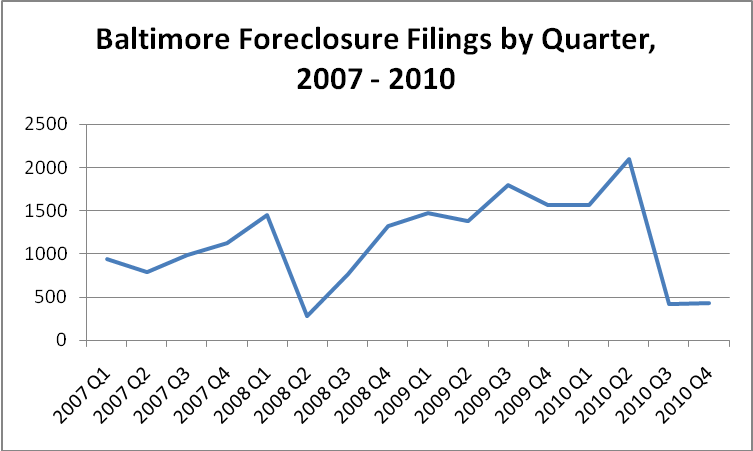 Baltimore Foreclosure Filings by Quarter,
2007 - 2010
2500
2000
1500
1000
500
0
2007 Q1
2007 Q2
2007 Q3
2007 Q4
2008 Q1
2008 Q2
2008 Q3
2008 Q4
2009 Q1
2009 Q2
2009 Q3
2009 Q4
2010 Q1
2010 Q2
2010 Q3
2010 Q4